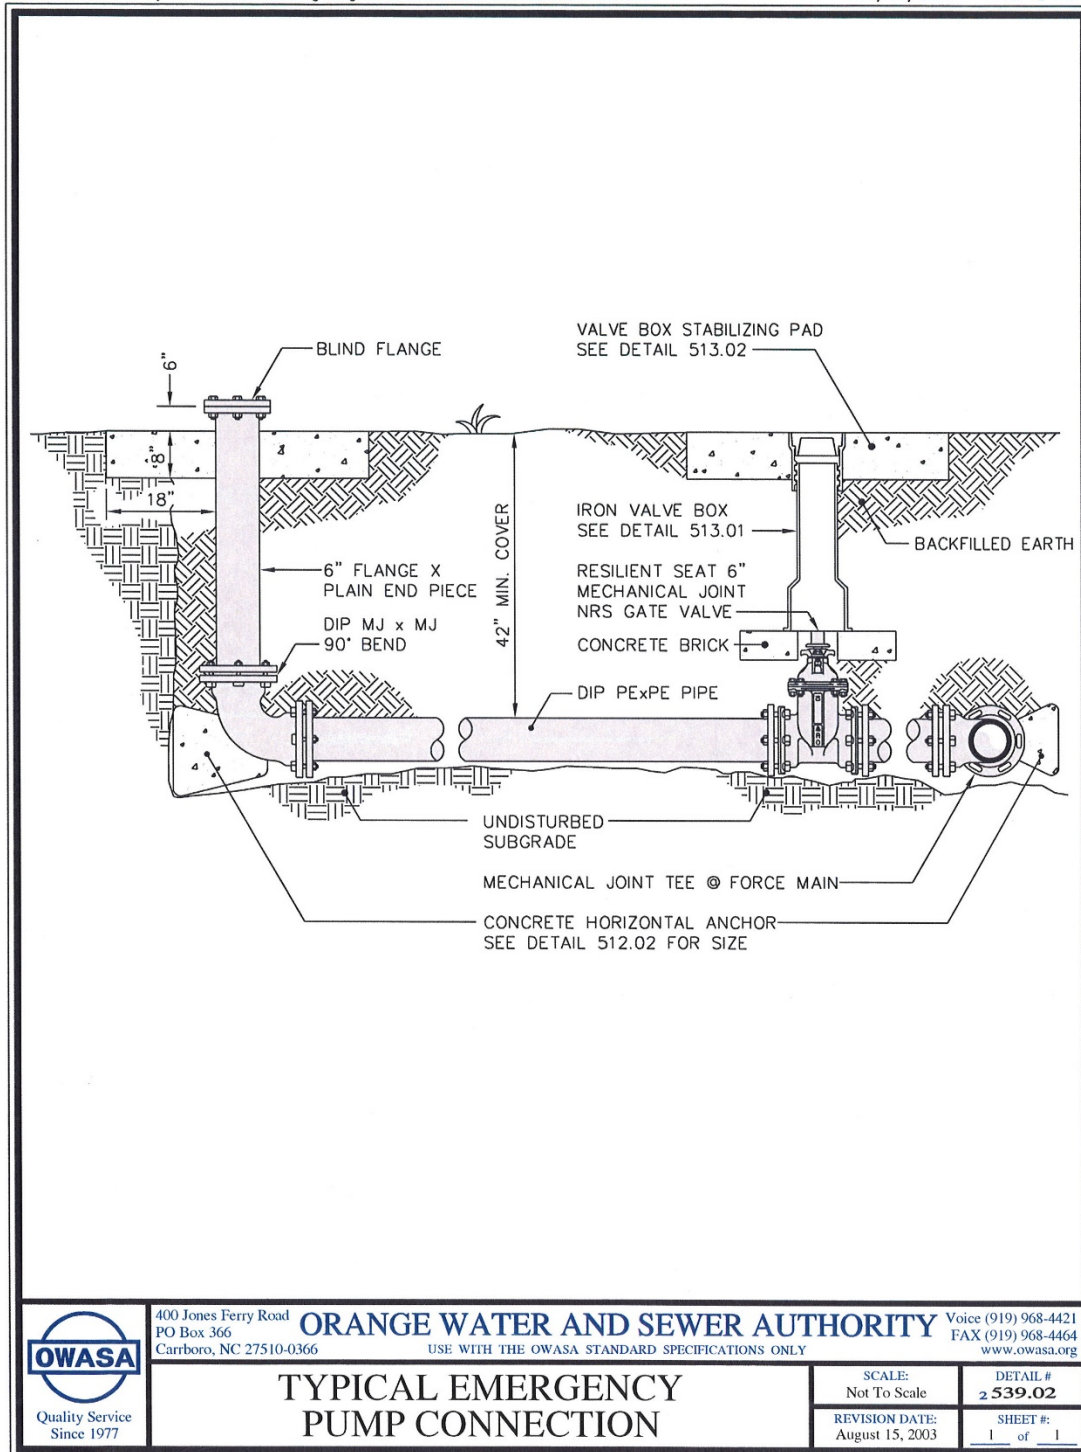 BLIND FLANGE
VALVE BOX STABILIZING PAD
SEE DETAIL 513.02
6"
8"
18"
42" MIN. COVER
IRON VALVE BOX
SEE DETAIL 513.01
BACKFILLED EARTH
6" FLANGE X
PLAIN END PIECE
RESILIENT SEAT 6"
MECHANICAL JOINT
NRS GATE VALVE
DIP MJ x MJ
90° BEND
CONCRETE BRICK
DIP PExPE PIPE
UNDISTURBED
SUBGRADE
MECHANICAL JOINT TEE @ FORCE MAIN
CONCRETE HORIZONTAL ANCHOR
SEE DETAIL 512.02 FOR SIZE
OWASA
Quality Service
Since 1977
400 Jones Ferry Road
PO Box 366
Carrboro, NC 27510-0366
ORANGE WATER AND SEWER AUTHORITY
USE WITH THE OWASA STANDARD SPECIFICATIONS ONLY
Voice (919) 968-4421
FAX (919) 968-4464
www.owasa.org
TYPICAL EMERGENCY
PUMP CONNECTION
SCALE:
Not To Scale
DETAIL #
2 539.02
REVISION DATE:
August 15, 2003
SHEET #:
1 of 1